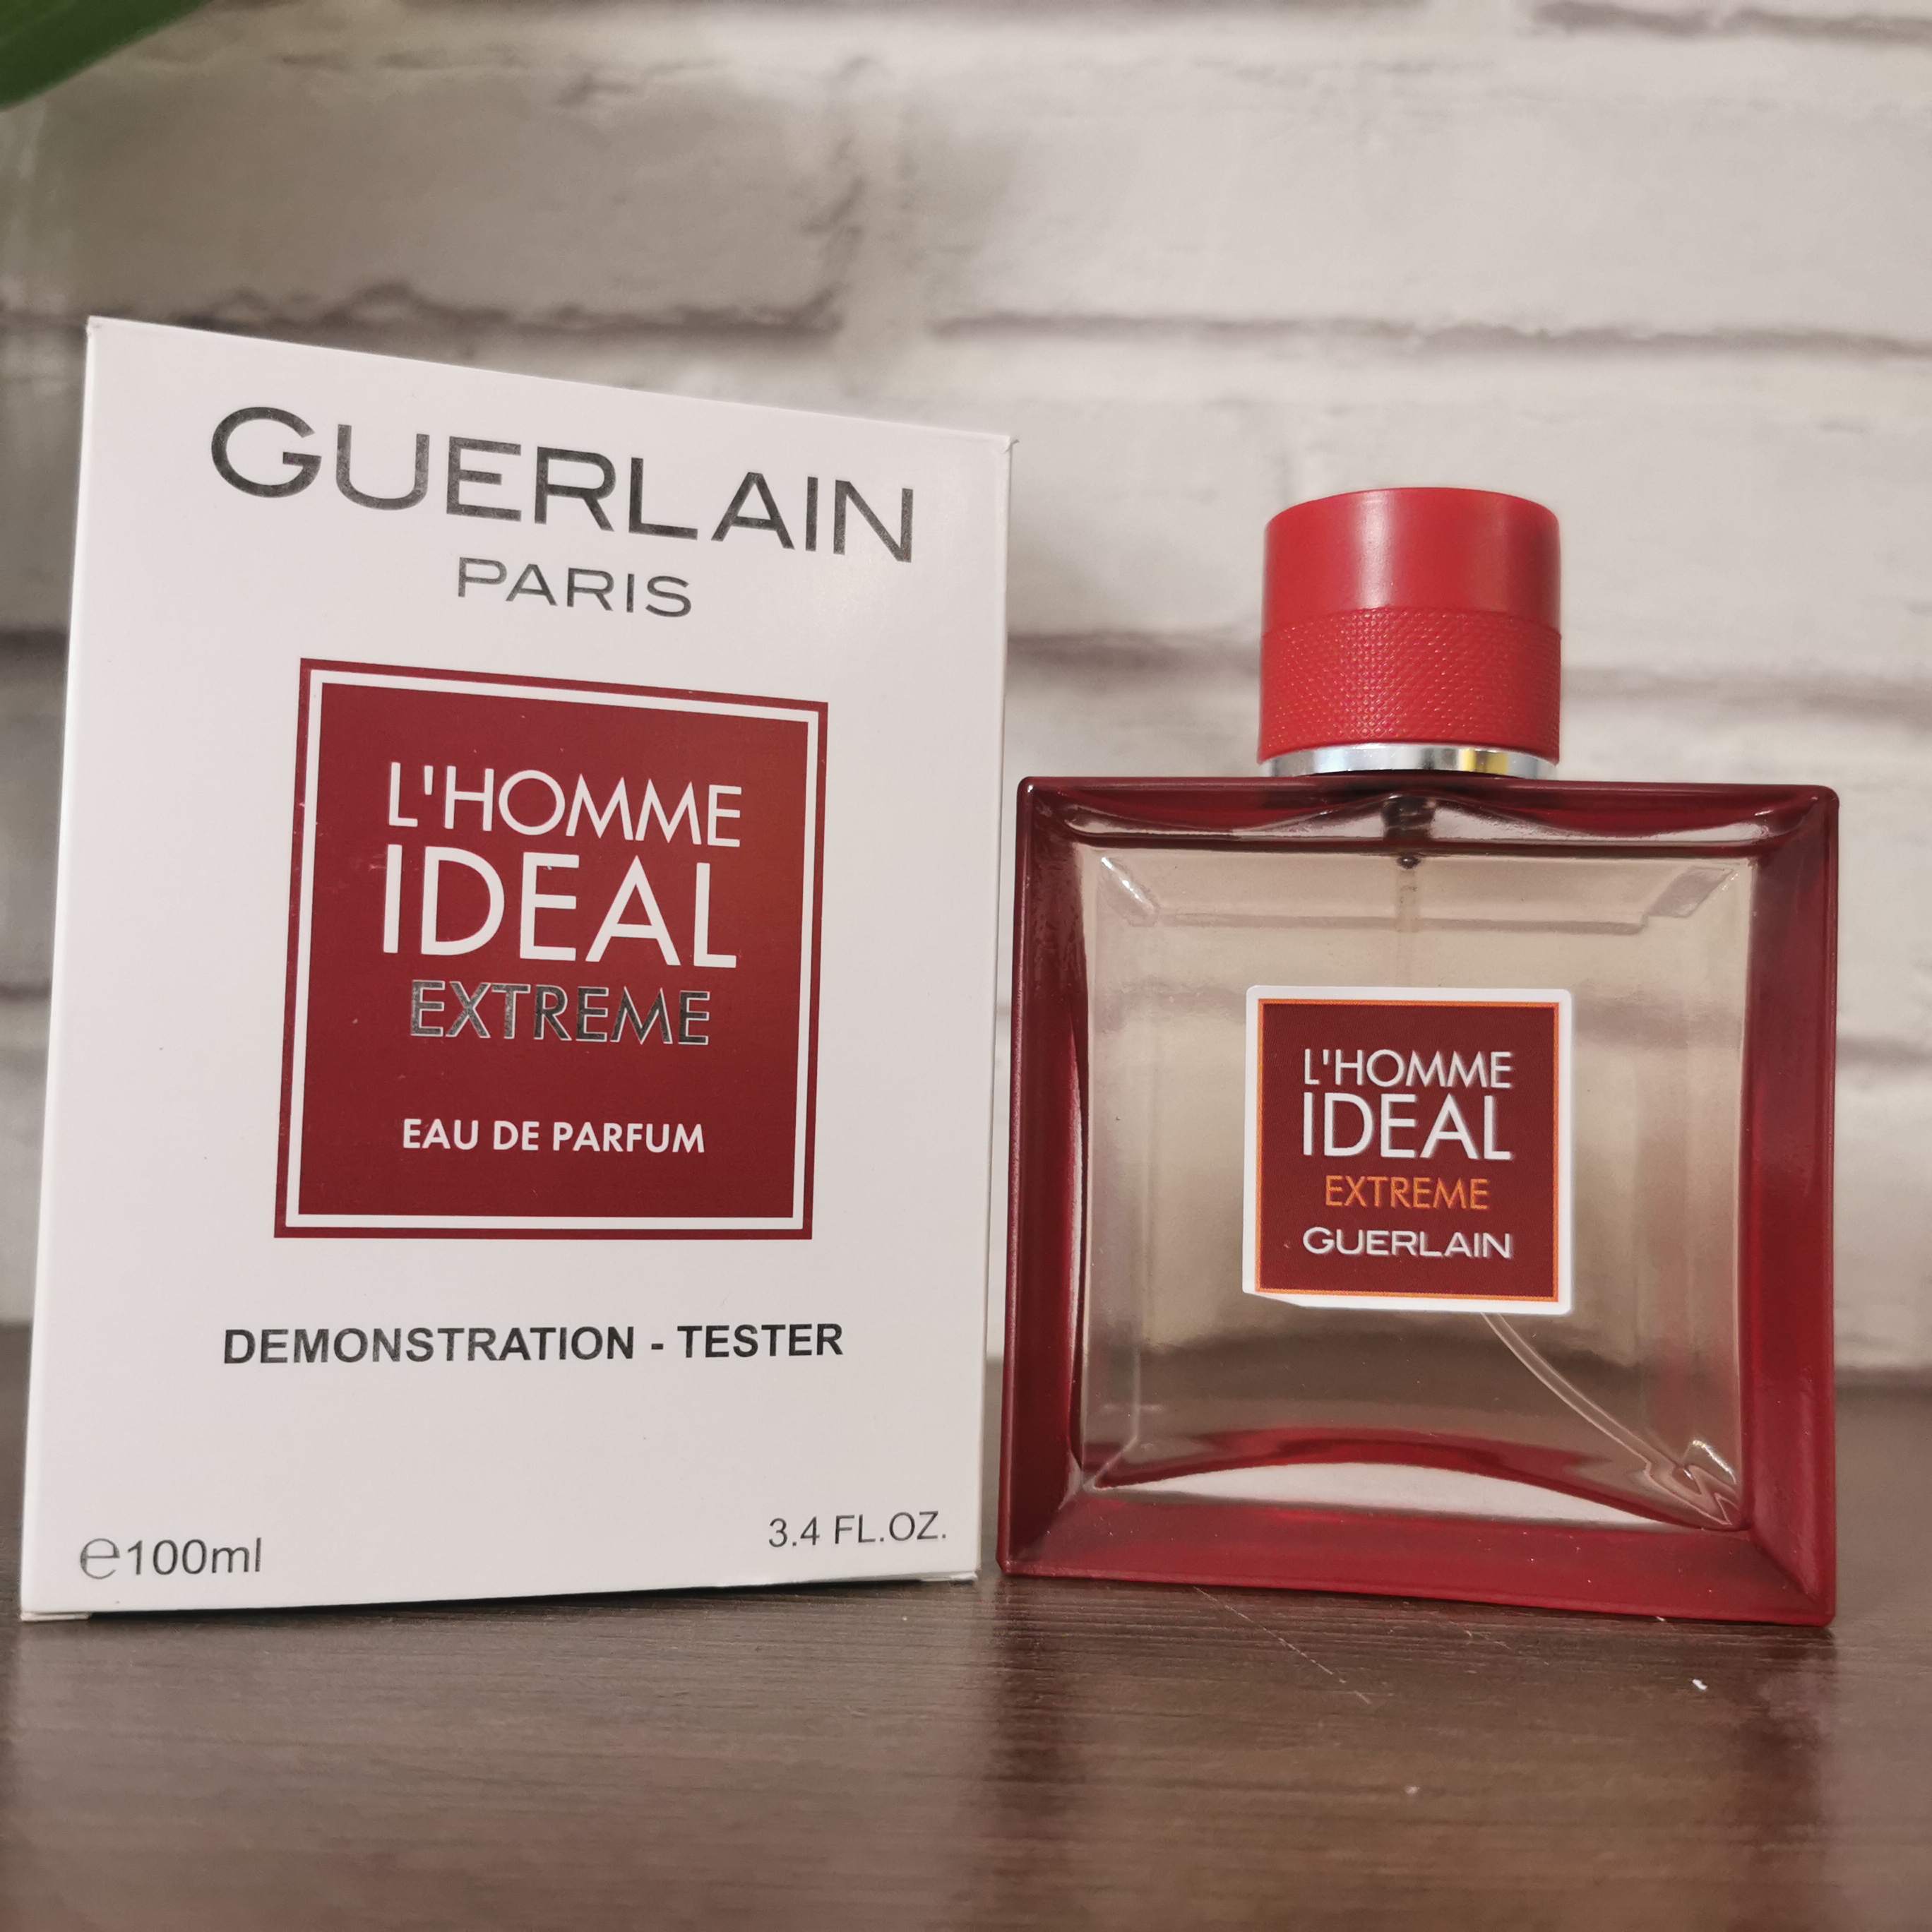 GUERLAIN
PARIS
L'HOMME
IDEAL
EXTREME
EAU DE PARFUM
DEMONSTRATION - TESTER
℮100ml
3.4 FL.OZ.
L'HOMME
IDEAL
EXTREME
GUERLAIN